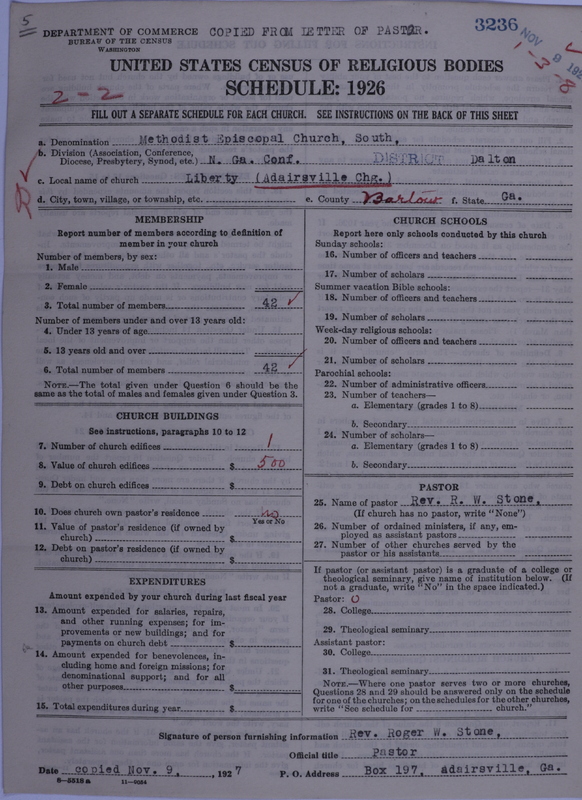 5
DEPARTMENT OF COMMERCE COPIED FROM LETTER OF PASTOR.
BUREAU OF THE CENSUS
WASHINGTON
3236
NOV 9 192
1-3-8
UNITED STATES CENSUS OF RELIGIOUS BODIES
2-2
SCHEDULE: 1926
FILL OUT A SEPARATE SCHEDULE FOR EACH CHURCH. SEE INSTRUCTIONS ON THE BACK OF THIS SHEET
a. Denomination Methodist Episcopal Church, South,
b. Division (Association, Conference,
Diocese, Presbytery, Synod, etc.) N. Ga. Conf. DISTRICT Dalton
c. Local name of church Liberty (Adairsville Chg.)
d. City, town, village, or township, etc. e. County Bartow f. State Ga.
MEMBERSHIP
Report number of members according to definition of
member in your church
Number of members, by sex:
1. Male
2. Female
3. Total number of members 42
Number of members under and over 13 years old:
4. Under 13 years of age
5. 13 years old and over
6. Total number of members 42
NOTE.—The total given under Question 6 should be the
same as the total of males and females given under Question 3.
CHURCH BUILDINGS
See instructions, paragraphs 10 to 12
7. Number of church edifices 1
8. Value of church edifices $ 500
9. Debt on church edifices $
10. Does church own pastor's residence no
Yes or No
11. Value of pastor's residence (if owned by
church) $
12. Debt on pastor's residence (if owned by
church) $
EXPENDITURES
Amount expended by your church during last fiscal year
13. Amount expended for salaries, repairs,
and other running expenses; for im-
provements or new buildings; and for
payments on church debt $
14. Amount expended for benevolences, in-
cluding home and foreign missions; for
denominational support; and for all
other purposes $
15. Total expenditures during year $
CHURCH SCHOOLS
Report here only schools conducted by this church
Sunday schools:
16. Number of officers and teachers
17. Number of scholars
Summer vacation Bible schools:
18. Number of officers and teachers
19. Number of scholars
Week-day religious schools:
20. Number of officers and teachers
21. Number of scholars
Parochial schools:
22. Number of administrative officers
23. Number of teachers—
a. Elementary (grades 1 to 8)
b. Secondary
24. Number of scholars—
a. Elementary (grades 1 to 8)
b. Secondary
PASTOR
25. Name of pastor Rev. R. W. Stone,
(If church has no pastor, write "None")
26. Number of ordained ministers, if any, em-
ployed as assistant pastors
27. Number of other churches served by the
pastor or his assistants
If pastor (or assistant pastor) is a graduate of a college or
theological seminary, give name of institution below. (If
not a graduate, write "No" in the space indicated.)
Pastor: 0
28. College
29. Theological seminary
Assistant pastor:
30. College
31. Theological seminary
NOTE.—Where one pastor serves two or more churches,
Questions 28 and 29 should be answered only on the schedule
for one of the churches; on the schedules for the other churches,
write "See schedule for church."
Signature of person furnishing information Rev. Roger W. Stone,
Official title Pastor
Date copied Nov. 9, , 1927 P. O. Address Box 197, Adairsville, Ga.
8-5518a 11-9084